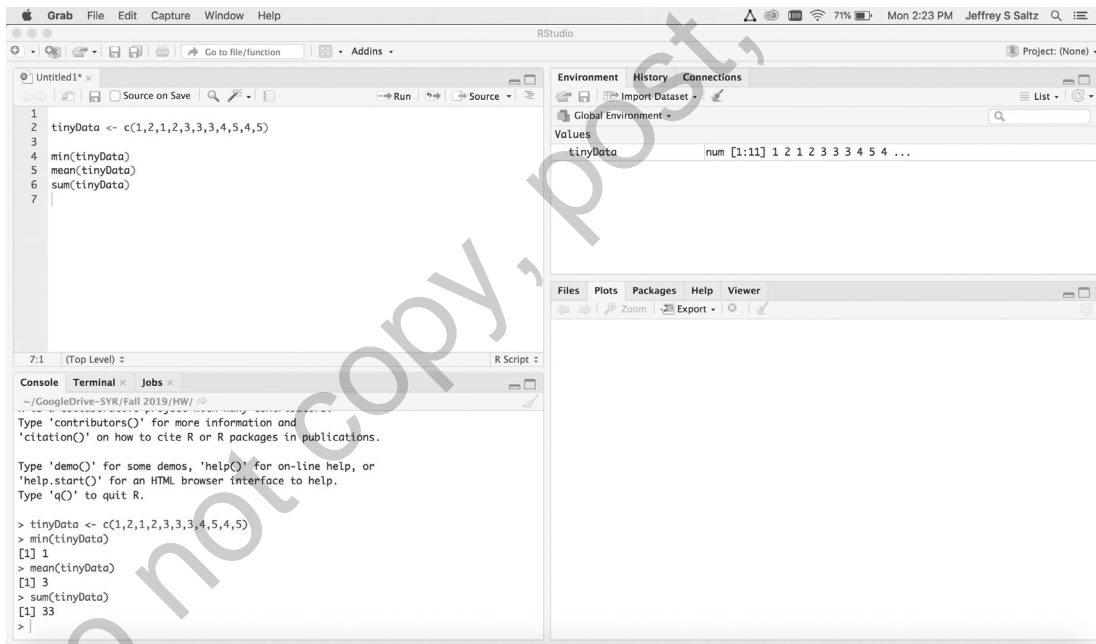 Grab File Edit Capture Window Help 71% Mon 2:23 PM Jeffrey S Saltz
RStudio
Go to file/function Addins Project: (None)
Untitled1*
Source on Save Run Source
1
2 tinyData <- c(1,2,1,2,3,3,3,4,5,4,5)
3
4 min(tinyData)
5 mean(tinyData)
6 sum(tinyData)
7
7:1 (Top Level) R Script
Console Terminal Jobs
~/GoogleDrive-SYR/Fall 2019/HW/
Type 'contributors()' for more information and
'citation()' on how to cite R or R packages in publications.
Type 'demo()' for some demos, 'help()' for on-line help, or
'help.start()' for an HTML browser interface to help.
Type 'q()' to quit R.
> tinyData <- c(1,2,1,2,3,3,3,4,5,4,5)
> min(tinyData)
[1] 1
> mean(tinyData)
[1] 3
> sum(tinyData)
[1] 33
>
Environment History Connections
Import Dataset List
Global Environment
Values
tinyData num [1:11] 1 2 1 2 3 3 3 4 5 4 ...
Files Plots Packages Help Viewer
Zoom Export
not copy, post,